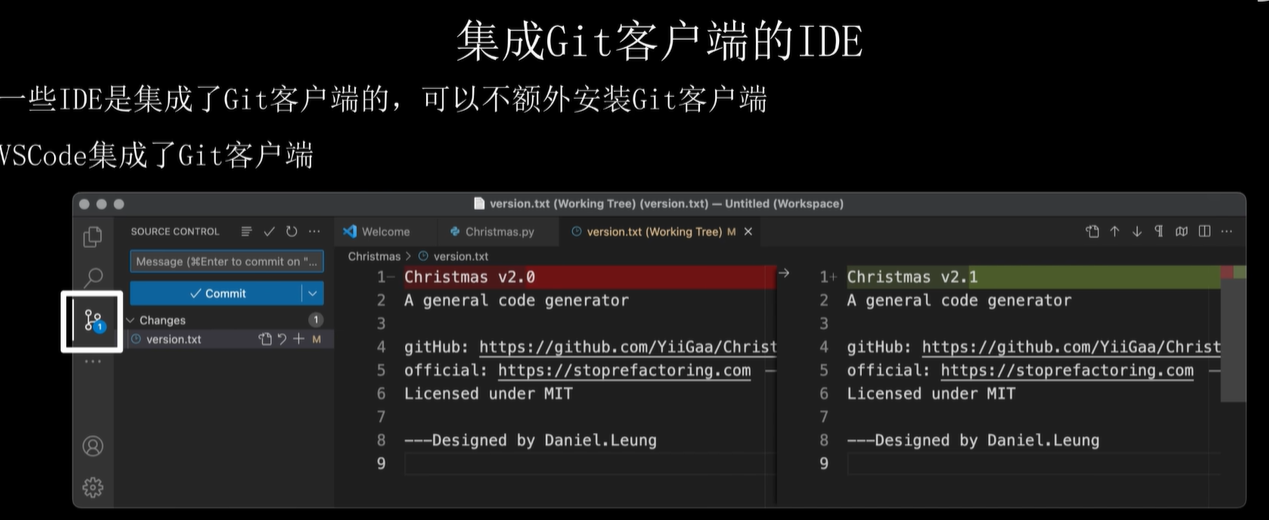 集成Git客户端的IDE
一些IDE是集成了Git客户端的，可以不额外安装Git客户端
VSCode集成了Git客户端
version.txt (Working Tree) (version.txt) — Untitled (Workspace)
SOURCE CONTROL
Welcome
Christmas.py
version.txt (Working Tree) M
Message (⌘Enter to commit on "...
Commit
Changes 1
version.txt M
1
Christmas > version.txt
1- Christmas v2.0
2 A general code generator
3
4 gitHub: https://github.com/YiiGaa/Christ
5 official: https://stoprefactoring.com —
6 Licensed under MIT
7
8 ---Designed by Daniel.Leung
9
1+ Christmas v2.1
2 A general code generator
3
4 gitHub: https://github.com/YiiGaa/Christ
5 official: https://stoprefactoring.com —
6 Licensed under MIT
7
8 ---Designed by Daniel.Leung
9